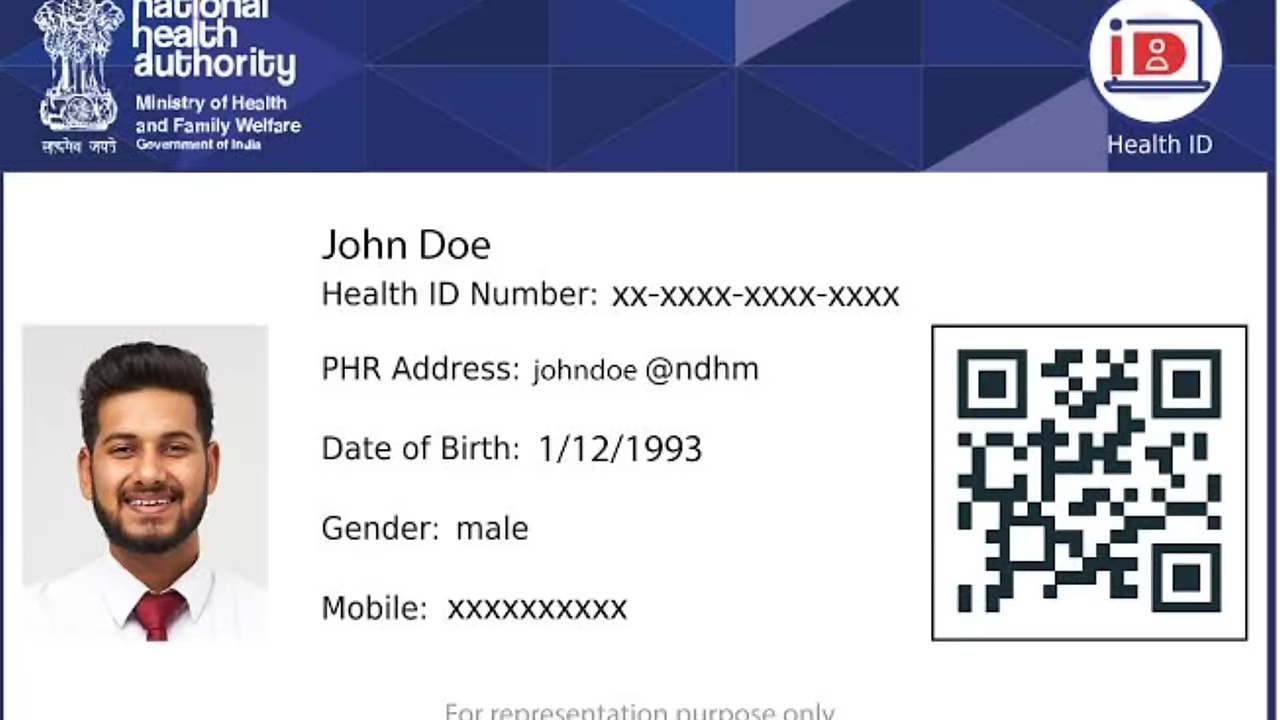 national
health
authority
Ministry of Health
and Family Welfare
Government of India
सत्यमेव जयते
iD
Health ID
John Doe
Health ID Number: xx-xxxx-xxxx-xxxx
PHR Address: johndoe @ndhm
Date of Birth: 1/12/1993
Gender: male
Mobile: xxxxxxxxxx
For representation purpose only